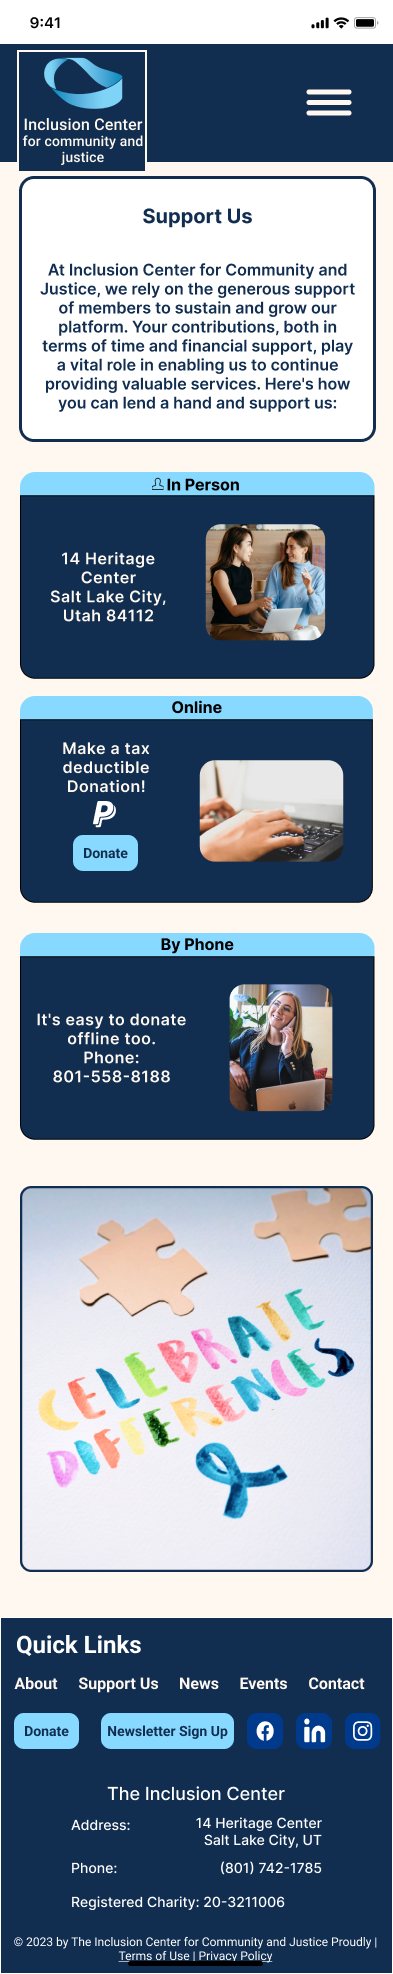 9:41
Inclusion Center
for community and
justice
Support Us
At Inclusion Center for Community and
Justice, we rely on the generous support
of members to sustain and grow our
platform. Your contributions, both in
terms of time and financial support, play
a vital role in enabling us to continue
providing valuable services. Here's how
you can lend a hand and support us:
In Person
14 Heritage
Center
Salt Lake City,
Utah 84112
Online
Make a tax
deductible
Donation!
Donate
By Phone
It's easy to donate
offline too.
Phone:
801-558-8188
CELEBRATE
DIFFERENCES
Quick Links
About Support Us News Events Contact
Donate Newsletter Sign Up
The Inclusion Center
Address: 14 Heritage Center
Salt Lake City, UT
Phone: (801) 742-1785
Registered Charity: 20-3211006
© 2023 by The Inclusion Center for Community and Justice Proudly |
Terms of Use | Privacy Policy